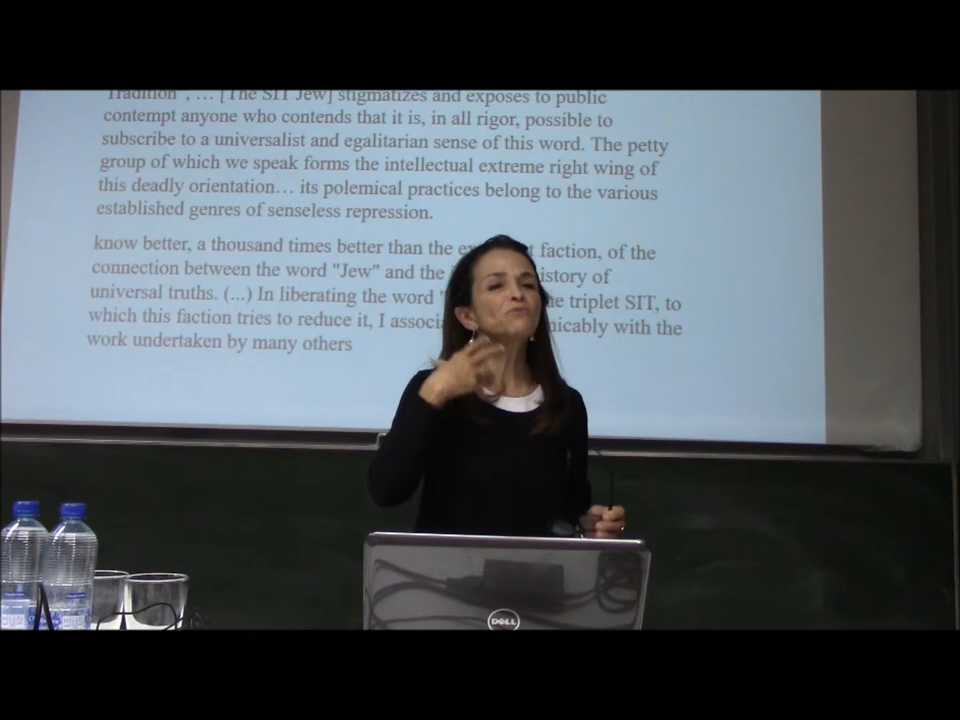 Tradition", ... [The SIT Jew] stigmatizes and exposes to public
contempt anyone who contends that it is, in all rigor, possible to
subscribe to a universalist and egalitarian sense of this word. The petty
group of which we speak forms the intellectual extreme right wing of
this deadly orientation... its polemical practices belong to the various
established genres of senseless repression.
know better, a thousand times better than the faction, of the
connection between the word "Jew" and the history of
universal truths. (...) In liberating the word triplet SIT, to
which this faction tries to reduce it, I with the
work undertaken by many others
DELL